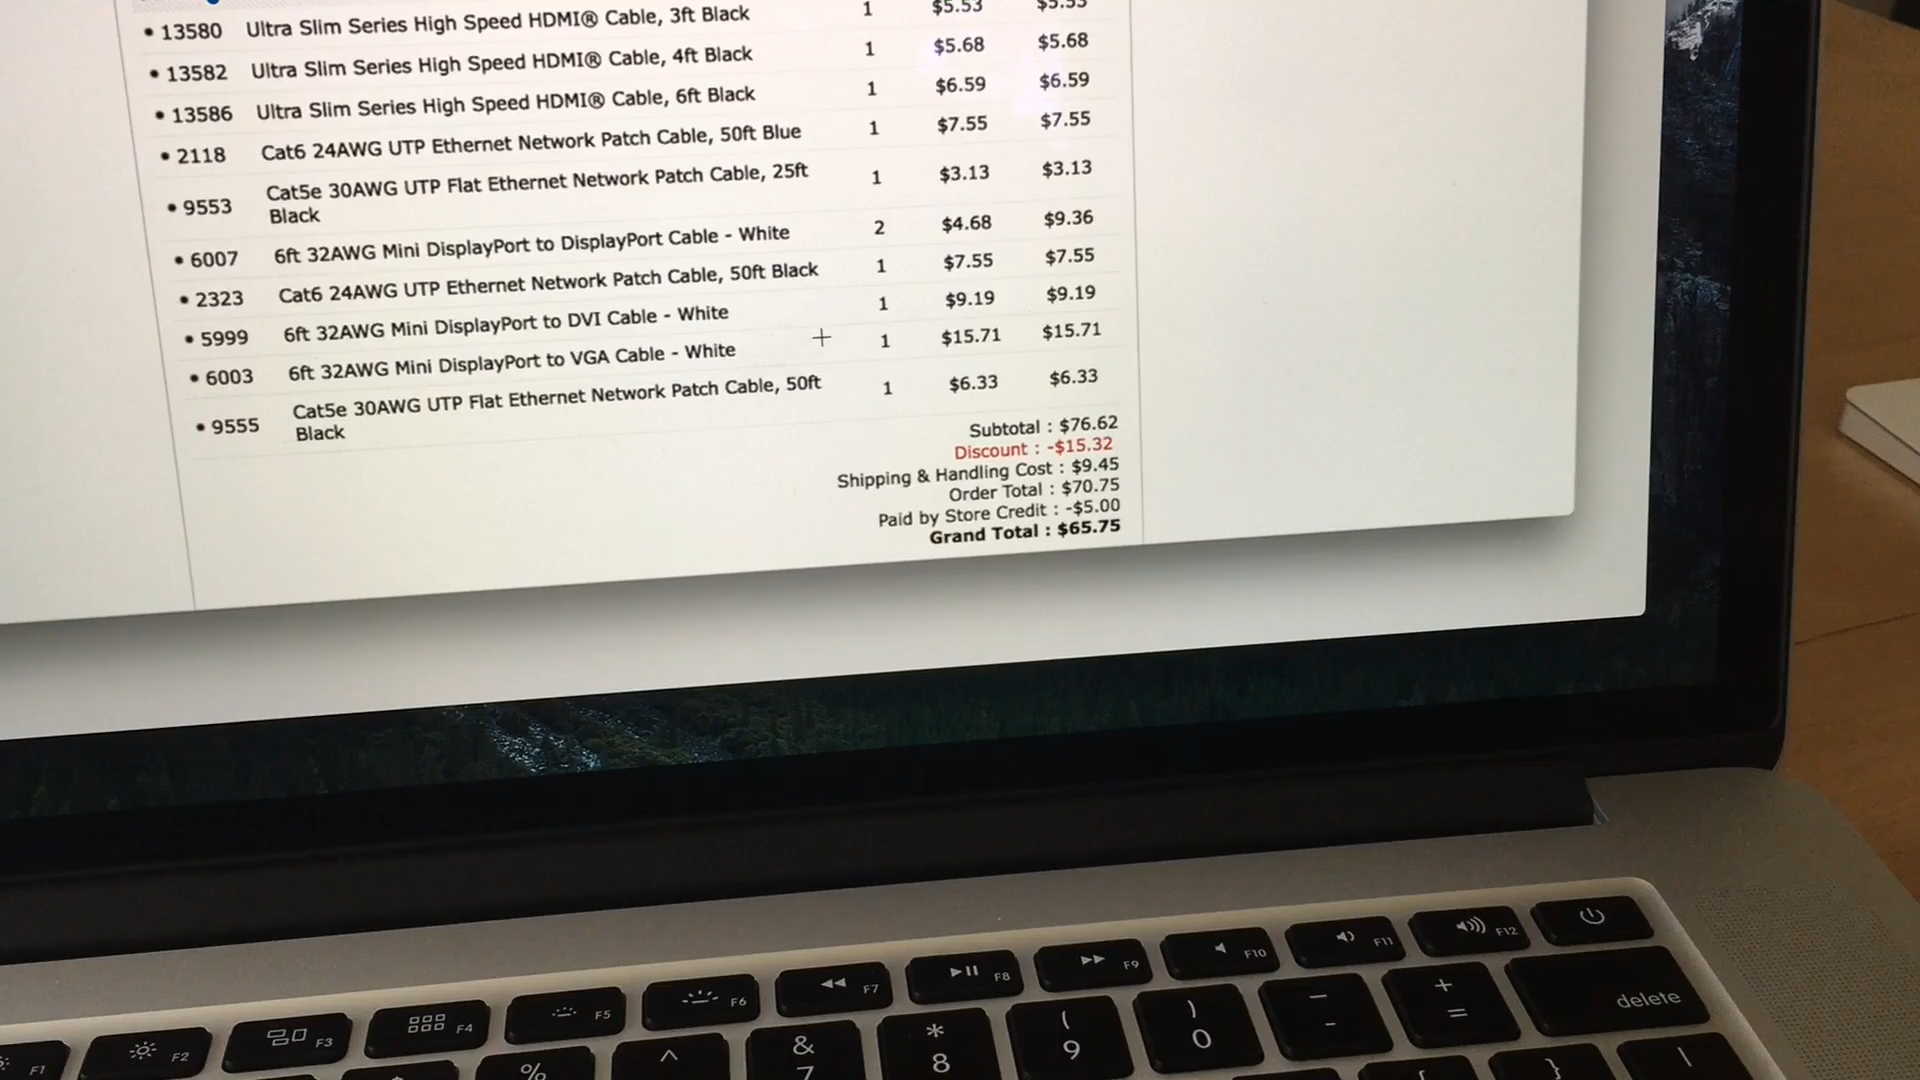 • 13580 Ultra Slim Series High Speed HDMI® Cable, 3ft Black 1 $5.53 $5.53
• 13582 Ultra Slim Series High Speed HDMI® Cable, 4ft Black 1 $5.68 $5.68
• 13586 Ultra Slim Series High Speed HDMI® Cable, 6ft Black 1 $6.59 $6.59
• 2118 Cat6 24AWG UTP Ethernet Network Patch Cable, 50ft Blue 1 $7.55 $7.55
• 9553 Cat5e 30AWG UTP Flat Ethernet Network Patch Cable, 25ft 1 $3.13 $3.13
Black
• 6007 6ft 32AWG Mini DisplayPort to DisplayPort Cable - White 2 $4.68 $9.36
• 2323 Cat6 24AWG UTP Ethernet Network Patch Cable, 50ft Black 1 $7.55 $7.55
• 5999 6ft 32AWG Mini DisplayPort to DVI Cable - White 1 $9.19 $9.19
• 6003 6ft 32AWG Mini DisplayPort to VGA Cable - White 1 $15.71 $15.71
• 9555 Cat5e 30AWG UTP Flat Ethernet Network Patch Cable, 50ft 1 $6.33 $6.33
Black
Subtotal : $76.62
Discount : -$15.32
Shipping & Handling Cost : $9.45
Order Total : $70.75
Paid by Store Credit : -$5.00
Grand Total : $65.75
F1 F2 F3 F4 F5 F6 F7 F8 F9 F10 F11 F12
% ^ & 7 * 8 ( 9 ) 0 _ - + = delete
{ } |